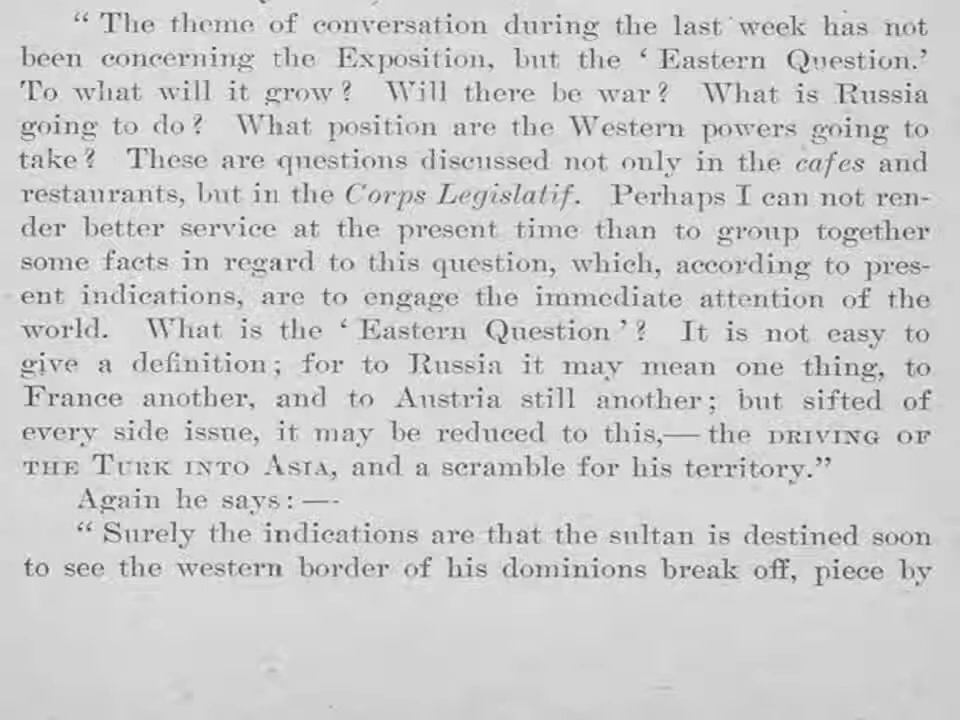 “ The theme of conversation during the last week has not
been concerning the Exposition, but the ‘ Eastern Question.’
To what will it grow? Will there be war? What is Russia
going to do? What position are the Western powers going to
take? These are questions discussed not only in the cafes and
restaurants, but in the Corps Legislatif. Perhaps I can not ren-
der better service at the present time than to group together
some facts in regard to this question, which, according to pres-
ent indications, are to engage the immediate attention of the
world. What is the ‘ Eastern Question ’? It is not easy to
give a definition; for to Russia it may mean one thing, to
France another, and to Austria still another; but sifted of
every side issue, it may be reduced to this,— the DRIVING OF
THE TURK INTO ASIA, and a scramble for his territory.”
Again he says: —-
“ Surely the indications are that the sultan is destined soon
to see the western border of his dominions break off, piece by